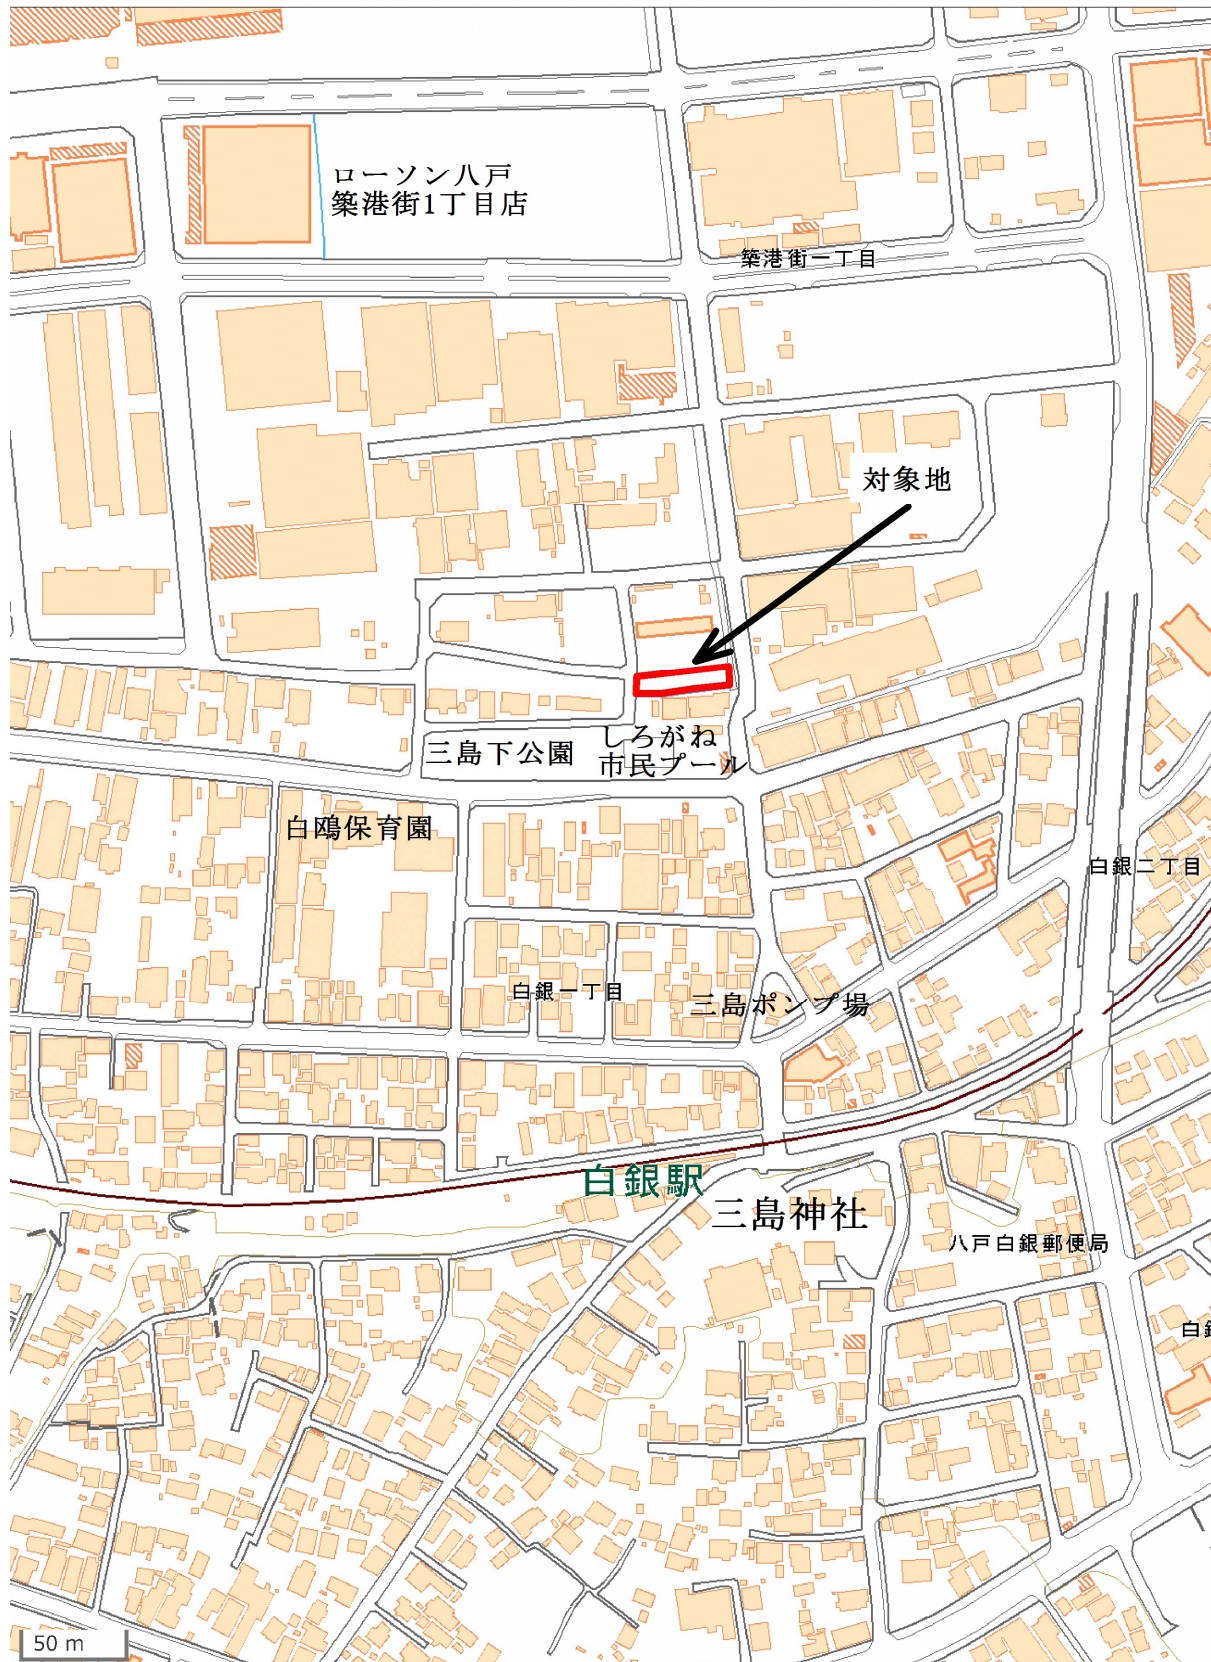 ローソン八戸
築港街1丁目店
築港街一丁目
対象地
しろがね
市民プール
三島下公園
白鴎保育園
白銀二丁目
白銀一丁目
三島ポンプ場
白銀駅
三島神社
八戸白銀郵便局
白銀
50 m